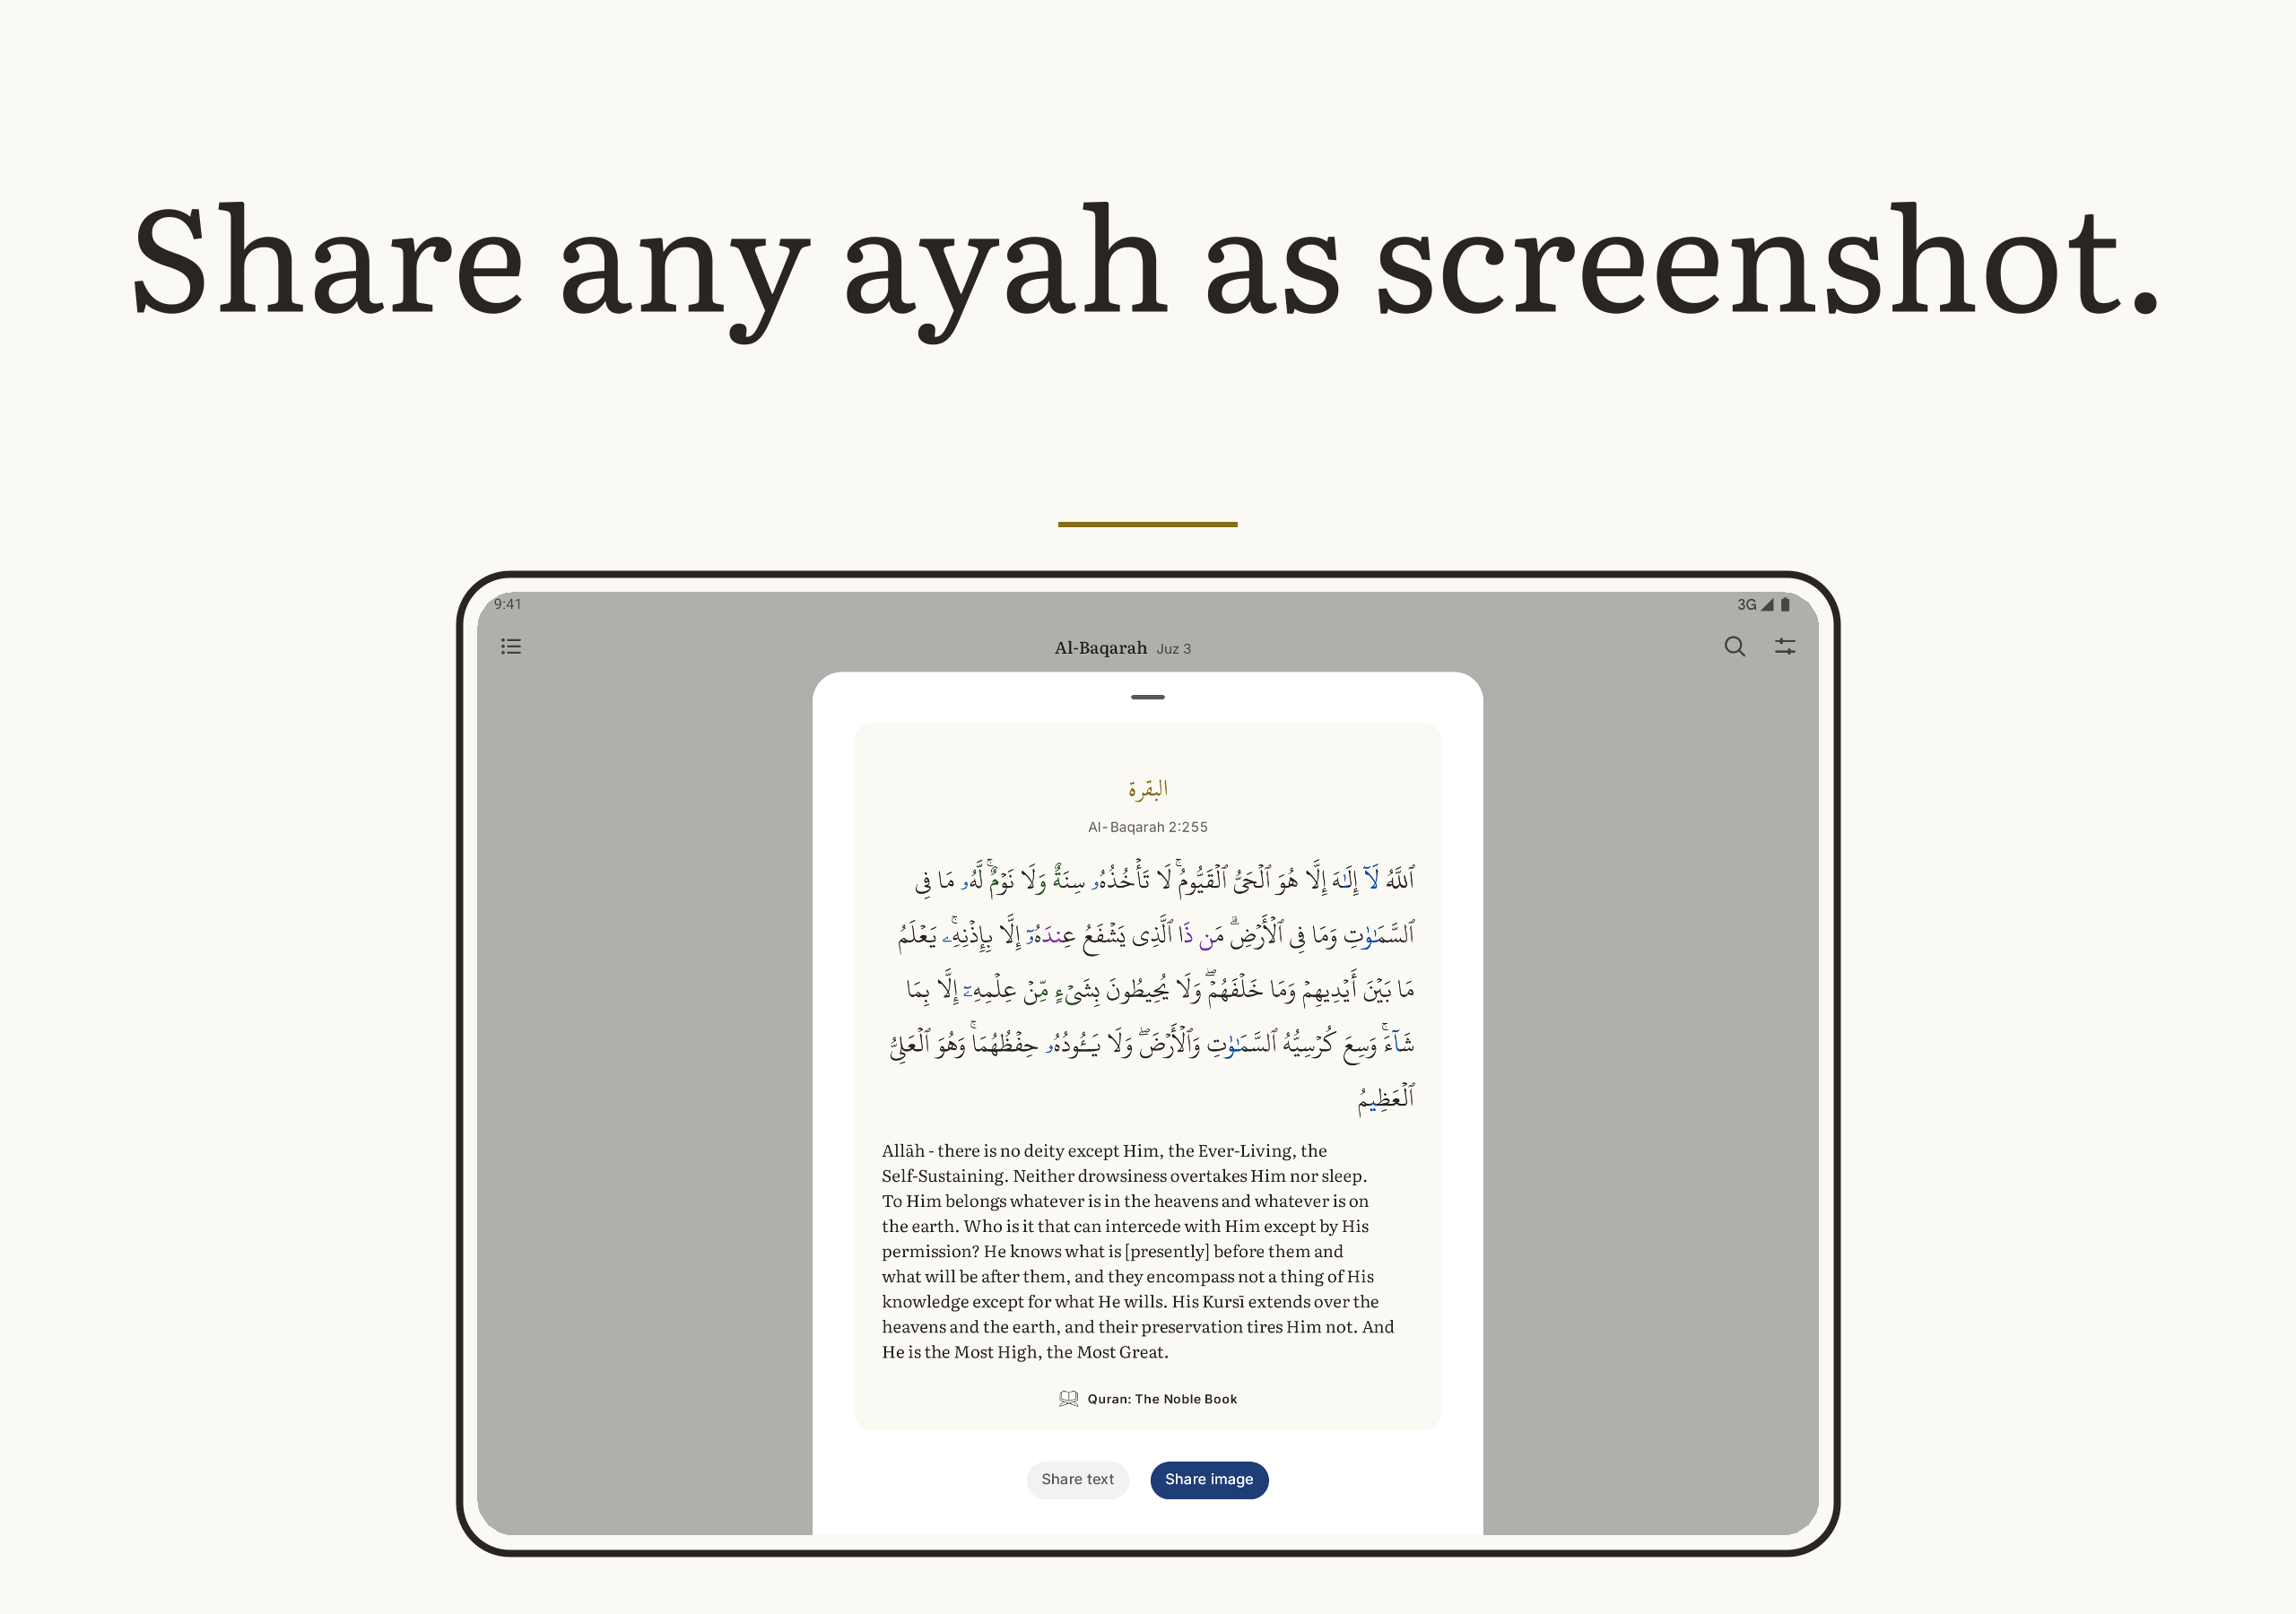 Share any ayah as screenshot.
9:41
3G
Al-Baqarah Juz 3
البقرة
Al-Baqarah 2:255
ٱللَّهُ لَآ إِلَـٰهَ إِلَّا هُوَ ٱلْحَىُّ ٱلْقَيُّومُ ۚ لَا تَأْخُذُهُۥ سِنَةٌ وَلَا نَوْمٌ ۚ لَّهُۥ مَا فِى
ٱلسَّمَـٰوَٰتِ وَمَا فِى ٱلْأَرْضِ ۗ مَن ذَا ٱلَّذِى يَشْفَعُ عِندَهُۥٓ إِلَّا بِإِذْنِهِۦ ۚ يَعْلَمُ
مَا بَيْنَ أَيْدِيهِمْ وَمَا خَلْفَهُمْ ۖ وَلَا يُحِيطُونَ بِشَىْءٍ مِّنْ عِلْمِهِۦٓ إِلَّا بِمَا
شَآءَ ۚ وَسِعَ كُرْسِيُّهُ ٱلسَّمَـٰوَٰتِ وَٱلْأَرْضَ ۖ وَلَا يَـُٔودُهُۥ حِفْظُهُمَا ۚ وَهُوَ ٱلْعَلِىُّ
ٱلْعَظِيمُ
Allāh - there is no deity except Him, the Ever-Living, the
Self-Sustaining. Neither drowsiness overtakes Him nor sleep.
To Him belongs whatever is in the heavens and whatever is on
the earth. Who is it that can intercede with Him except by His
permission? He knows what is [presently] before them and
what will be after them, and they encompass not a thing of His
knowledge except for what He wills. His Kursī extends over the
heavens and the earth, and their preservation tires Him not. And
He is the Most High, the Most Great.
Quran: The Noble Book
Share text
Share image